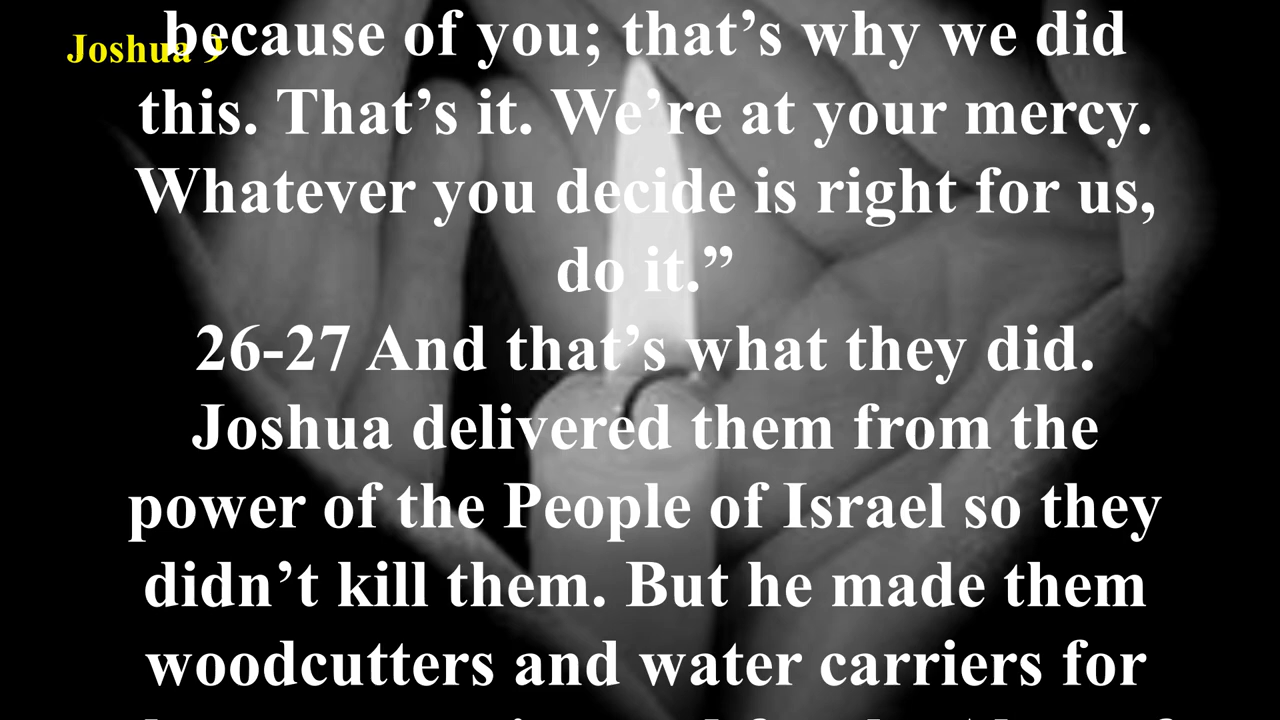 Joshua 9
because of you; that’s why we did
this. That’s it. We’re at your mercy.
Whatever you decide is right for us,
do it.”
26-27 And that’s what they did.
Joshua delivered them from the
power of the People of Israel so they
didn’t kill them. But he made them
woodcutters and water carriers for